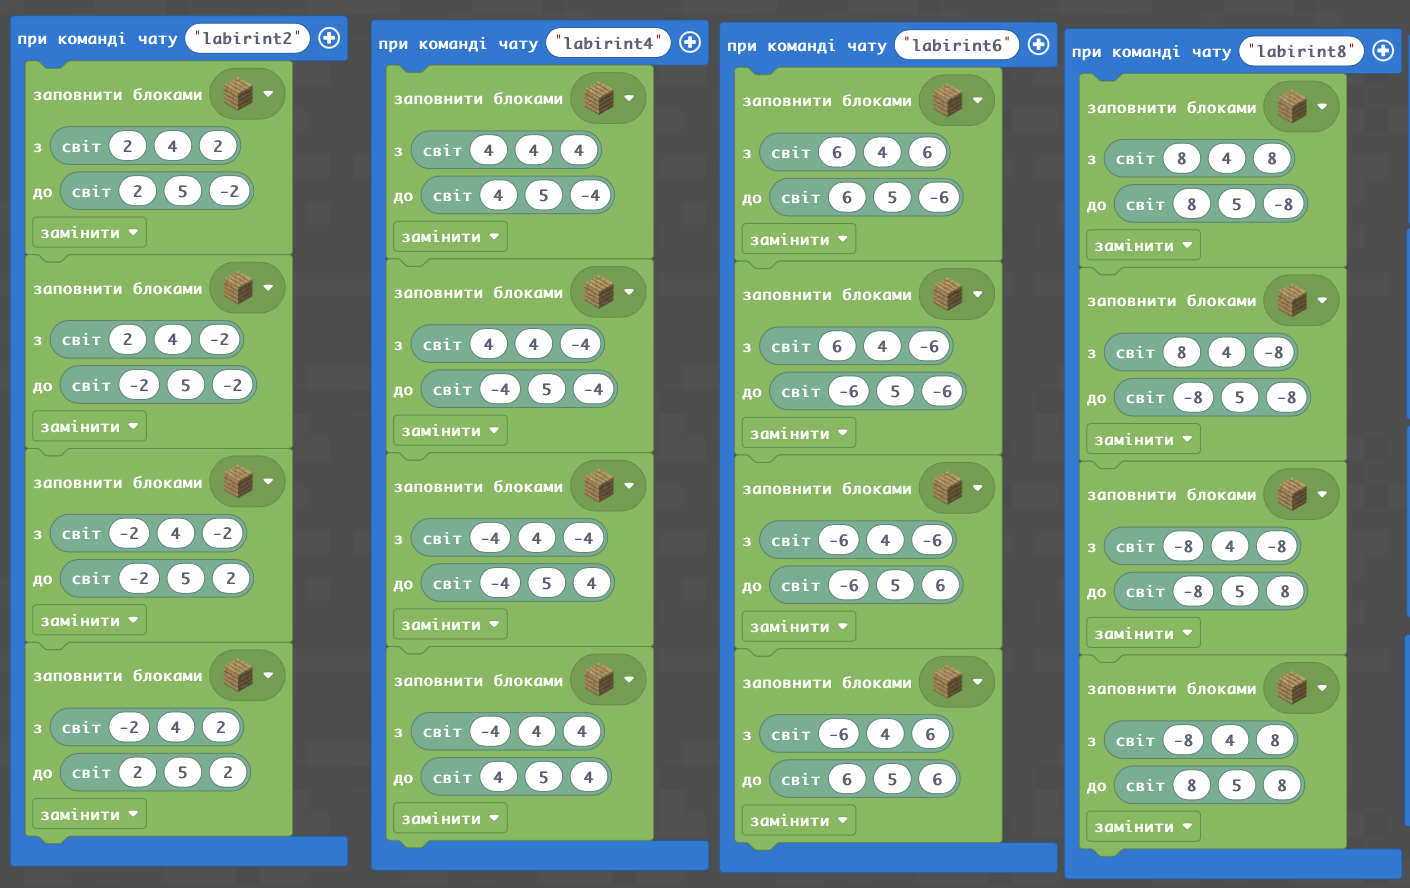 при команді чату "labirint2"
заповнити блоками
з світ 2 4 2
до світ 2 5 -2
замінити
заповнити блоками
з світ 2 4 -2
до світ -2 5 -2
замінити
заповнити блоками
з світ -2 4 -2
до світ -2 5 2
замінити
заповнити блоками
з світ -2 4 2
до світ 2 5 2
замінити
при команді чату "labirint4"
заповнити блоками
з світ 4 4 4
до світ 4 5 -4
замінити
заповнити блоками
з світ 4 4 -4
до світ -4 5 -4
замінити
заповнити блоками
з світ -4 4 -4
до світ -4 5 4
замінити
заповнити блоками
з світ -4 4 4
до світ 4 5 4
замінити
при команді чату "labirint6"
заповнити блоками
з світ 6 4 6
до світ 6 5 -6
замінити
заповнити блоками
з світ 6 4 -6
до світ -6 5 -6
замінити
заповнити блоками
з світ -6 4 -6
до світ -6 5 6
замінити
заповнити блоками
з світ -6 4 6
до світ 6 5 6
замінити
при команді чату "labirint8"
заповнити блоками
з світ 8 4 8
до світ 8 5 -8
замінити
заповнити блоками
з світ 8 4 -8
до світ -8 5 -8
замінити
заповнити блоками
з світ -8 4 -8
до світ -8 5 8
замінити
заповнити блоками
з світ -8 4 8
до світ 8 5 8
замінити